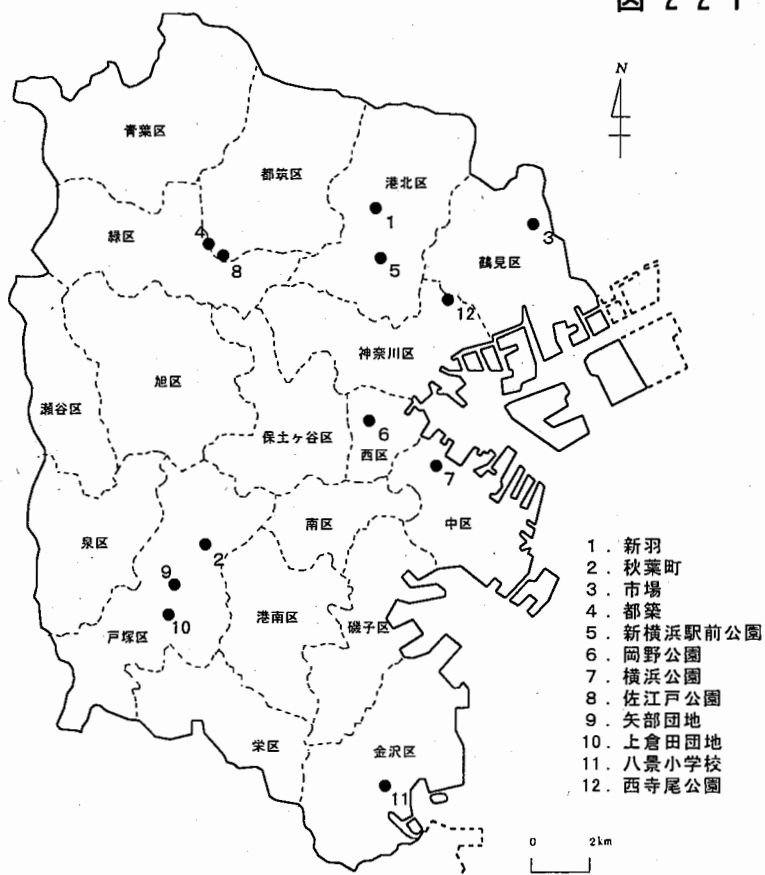 図 2 2 1
N
青葉区
都筑区
港北区
緑区
4
1
3
8
5
鶴見区
12
神奈川区
旭区
瀬谷区
保土ヶ谷区
6
西区
7
泉区
南区
中区
2
9
10
戸塚区
港南区
磯子区
栄区
金沢区
11
1. 新羽
2. 秋葉町
3. 市場
4. 都築
5. 新横浜駅前公園
6. 岡野公園
7. 横浜公園
8. 佐江戸公園
9. 矢部団地
10. 上倉田団地
11. 八景小学校
12. 西寺尾公園
0 2km